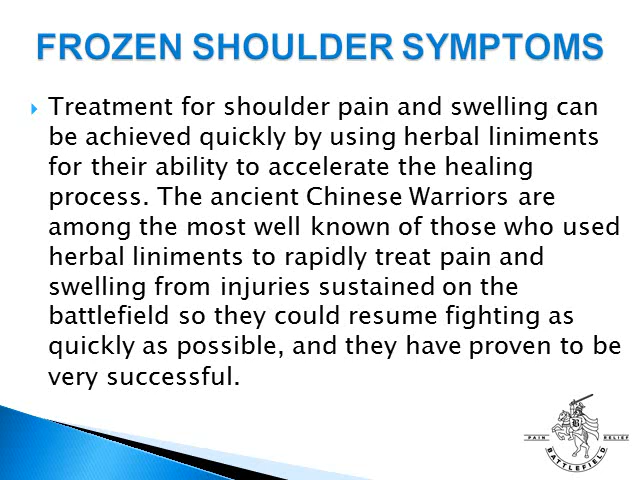 FROZEN SHOULDER SYMPTOMS
Treatment for shoulder pain and swelling can
be achieved quickly by using herbal liniments
for their ability to accelerate the healing
process. The ancient Chinese Warriors are
among the most well known of those who used
herbal liniments to rapidly treat pain and
swelling from injuries sustained on the
battlefield so they could resume fighting as
quickly as possible, and they have proven to be
very successful.
B
PAIN RELIEF
BATTLEFIELD